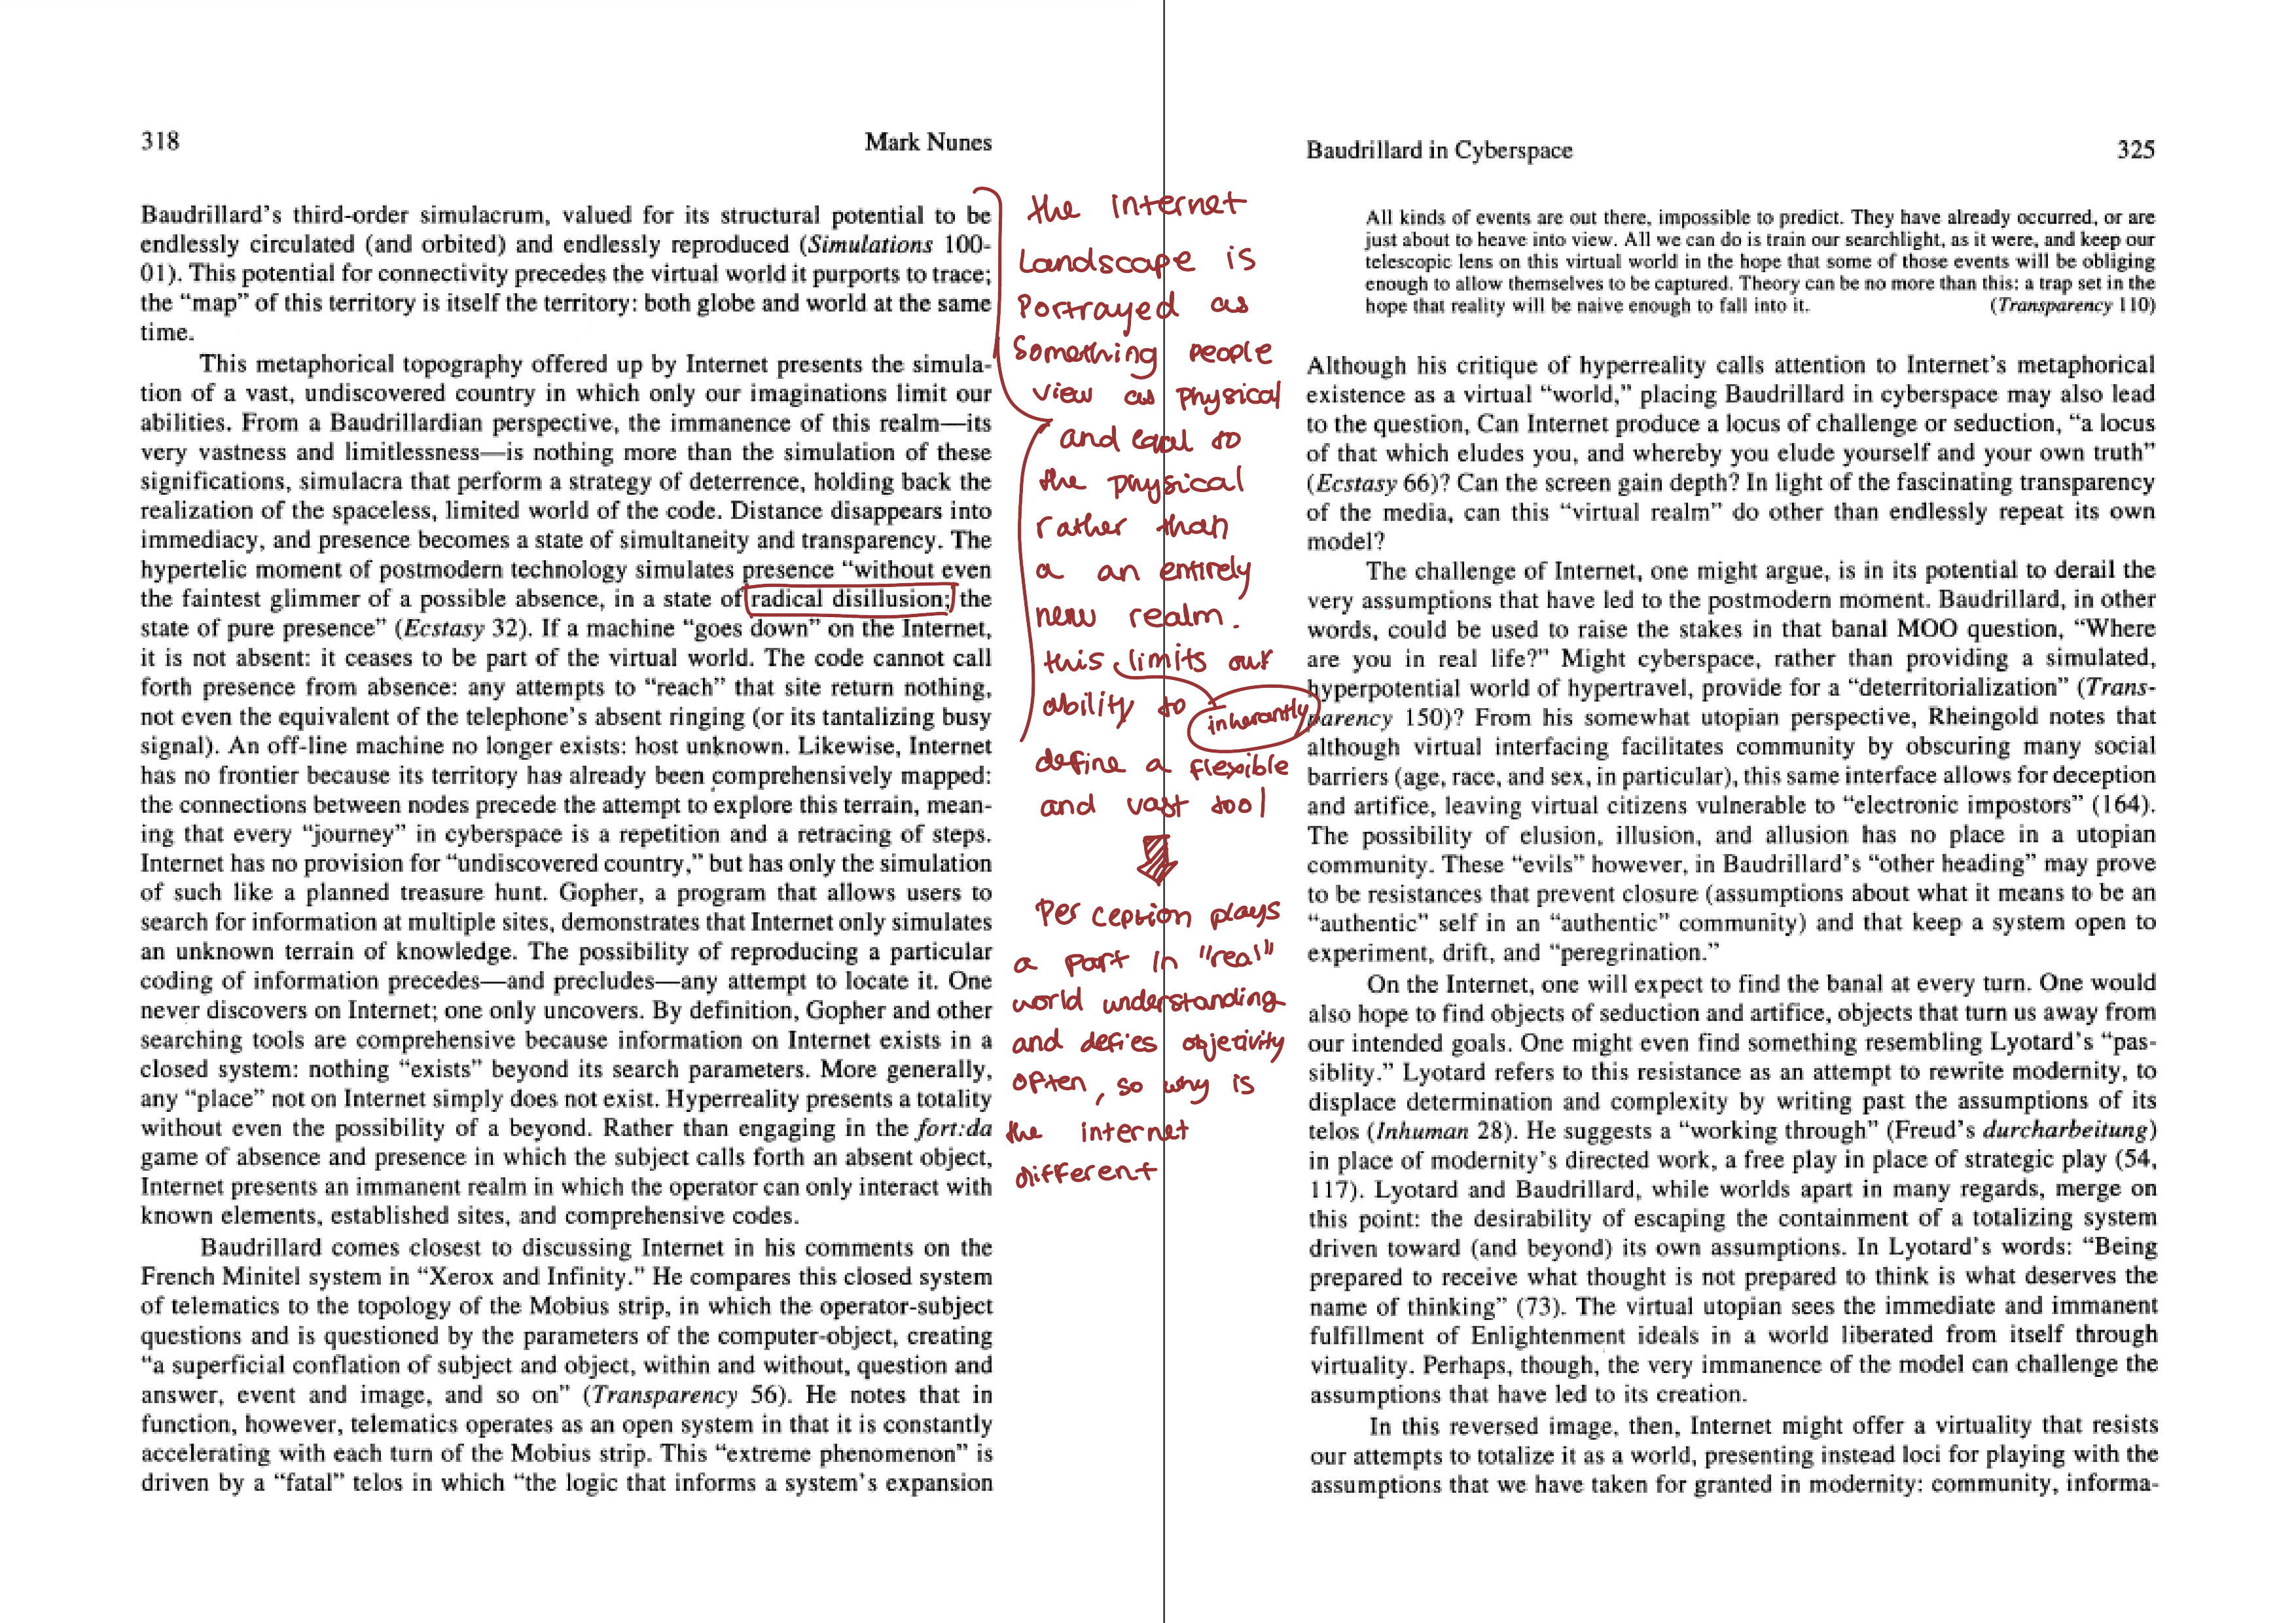 318
Mark Nunes
Baudrillard's third-order simulacrum, valued for its structural potential to be
endlessly circulated (and orbited) and endlessly reproduced (Simulations 100-
01). This potential for connectivity precedes the virtual world it purports to trace;
the “map” of this territory is itself the territory: both globe and world at the same
time.
This metaphorical topography offered up by Internet presents the simula-
tion of a vast, undiscovered country in which only our imaginations limit our
abilities. From a Baudrillardian perspective, the immanence of this realm—its
very vastness and limitlessness—is nothing more than the simulation of these
significations, simulacra that perform a strategy of deterrence, holding back the
realization of the spaceless, limited world of the code. Distance disappears into
immediacy, and presence becomes a state of simultaneity and transparency. The
hypertelic moment of postmodern technology simulates presence “without even
the faintest glimmer of a possible absence, in a state of radical disillusion; the
state of pure presence” (Ecstasy 32). If a machine “goes down” on the Internet,
it is not absent: it ceases to be part of the virtual world. The code cannot call
forth presence from absence: any attempts to “reach” that site return nothing,
not even the equivalent of the telephone's absent ringing (or its tantalizing busy
signal). An off-line machine no longer exists: host unknown. Likewise, Internet
has no frontier because its territory has already been comprehensively mapped:
the connections between nodes precede the attempt to explore this terrain, mean-
ing that every “journey” in cyberspace is a repetition and a retracing of steps.
Internet has no provision for “undiscovered country,” but has only the simulation
of such like a planned treasure hunt. Gopher, a program that allows users to
search for information at multiple sites, demonstrates that Internet only simulates
an unknown terrain of knowledge. The possibility of reproducing a particular
coding of information precedes—and precludes—any attempt to locate it. One
never discovers on Internet; one only uncovers. By definition, Gopher and other
searching tools are comprehensive because information on Internet exists in a
closed system: nothing “exists” beyond its search parameters. More generally,
any “place” not on Internet simply does not exist. Hyperreality presents a totality
without even the possibility of a beyond. Rather than engaging in the fort:da
game of absence and presence in which the subject calls forth an absent object,
Internet presents an immanent realm in which the operator can only interact with
known elements, established sites, and comprehensive codes.
Baudrillard comes closest to discussing Internet in his comments on the
French Minitel system in “Xerox and Infinity.” He compares this closed system
of telematics to the topology of the Mobius strip, in which the operator-subject
questions and is questioned by the parameters of the computer-object, creating
“a superficial conflation of subject and object, within and without, question and
answer, event and image, and so on” (Transparency 56). He notes that in
function, however, telematics operates as an open system in that it is constantly
accelerating with each turn of the Mobius strip. This “extreme phenomenon” is
driven by a “fatal” telos in which “the logic that informs a system's expansion
the internet
Landscape is
Portrayed as
Something people
view as physical
and eqal to
the physical
rather than
a an entirely
new realm.
this limits our
ability to
inherantly
define a flexible
and vast tool
Perception plays
a part in "real"
world understanding
and defies objetivity
often, so why is
the internet
different
Baudrillard in Cyberspace
325
All kinds of events are out there, impossible to predict. They have already occurred, or are
just about to heave into view. All we can do is train our searchlight, as it were, and keep our
telescopic lens on this virtual world in the hope that some of those events will be obliging
enough to allow themselves to be captured. Theory can be no more than this: a trap set in the
hope that reality will be naive enough to fall into it. (Transparency 110)
Although his critique of hyperreality calls attention to Internet's metaphorical
existence as a virtual “world,” placing Baudrillard in cyberspace may also lead
to the question, Can Internet produce a locus of challenge or seduction, “a locus
of that which eludes you, and whereby you elude yourself and your own truth”
(Ecstasy 66)? Can the screen gain depth? In light of the fascinating transparency
of the media, can this “virtual realm” do other than endlessly repeat its own
model?
The challenge of Internet, one might argue, is in its potential to derail the
very assumptions that have led to the postmodern moment. Baudrillard, in other
words, could be used to raise the stakes in that banal MOO question, “Where
are you in real life?” Might cyberspace, rather than providing a simulated,
hyperpotential world of hypertravel, provide for a “deterritorialization” (Trans-
parency 150)? From his somewhat utopian perspective, Rheingold notes that
although virtual interfacing facilitates community by obscuring many social
barriers (age, race, and sex, in particular), this same interface allows for deception
and artifice, leaving virtual citizens vulnerable to “electronic impostors” (164).
The possibility of elusion, illusion, and allusion has no place in a utopian
community. These “evils” however, in Baudrillard's “other heading” may prove
to be resistances that prevent closure (assumptions about what it means to be an
“authentic” self in an “authentic” community) and that keep a system open to
experiment, drift, and “peregrination.”
On the Internet, one will expect to find the banal at every turn. One would
also hope to find objects of seduction and artifice, objects that turn us away from
our intended goals. One might even find something resembling Lyotard's “pas-
siblity.” Lyotard refers to this resistance as an attempt to rewrite modernity, to
displace determination and complexity by writing past the assumptions of its
telos (Inhuman 28). He suggests a “working through” (Freud's durcharbeitung)
in place of modernity's directed work, a free play in place of strategic play (54,
117). Lyotard and Baudrillard, while worlds apart in many regards, merge on
this point: the desirability of escaping the containment of a totalizing system
driven toward (and beyond) its own assumptions. In Lyotard's words: “Being
prepared to receive what thought is not prepared to think is what deserves the
name of thinking” (73). The virtual utopian sees the immediate and immanent
fulfillment of Enlightenment ideals in a world liberated from itself through
virtuality. Perhaps, though, the very immanence of the model can challenge the
assumptions that have led to its creation.
In this reversed image, then, Internet might offer a virtuality that resists
our attempts to totalize it as a world, presenting instead loci for playing with the
assumptions that we have taken for granted in modernity: community, informa-